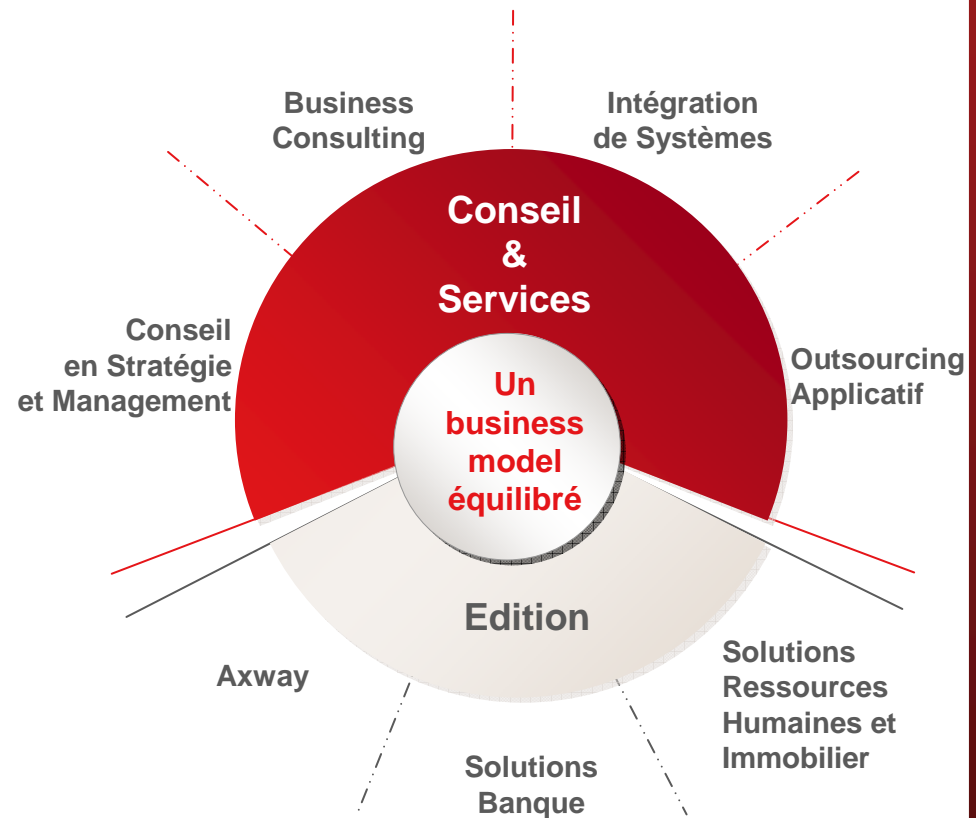 Business
Consulting
Intégration
de Systèmes
Conseil
&
Services
Conseil
en Stratégie
et Management
Outsourcing
Applicatif
Un
business
model
équilibré
Edition
Axway
Solutions
Banque
Solutions
Ressources
Humaines et
Immobilier